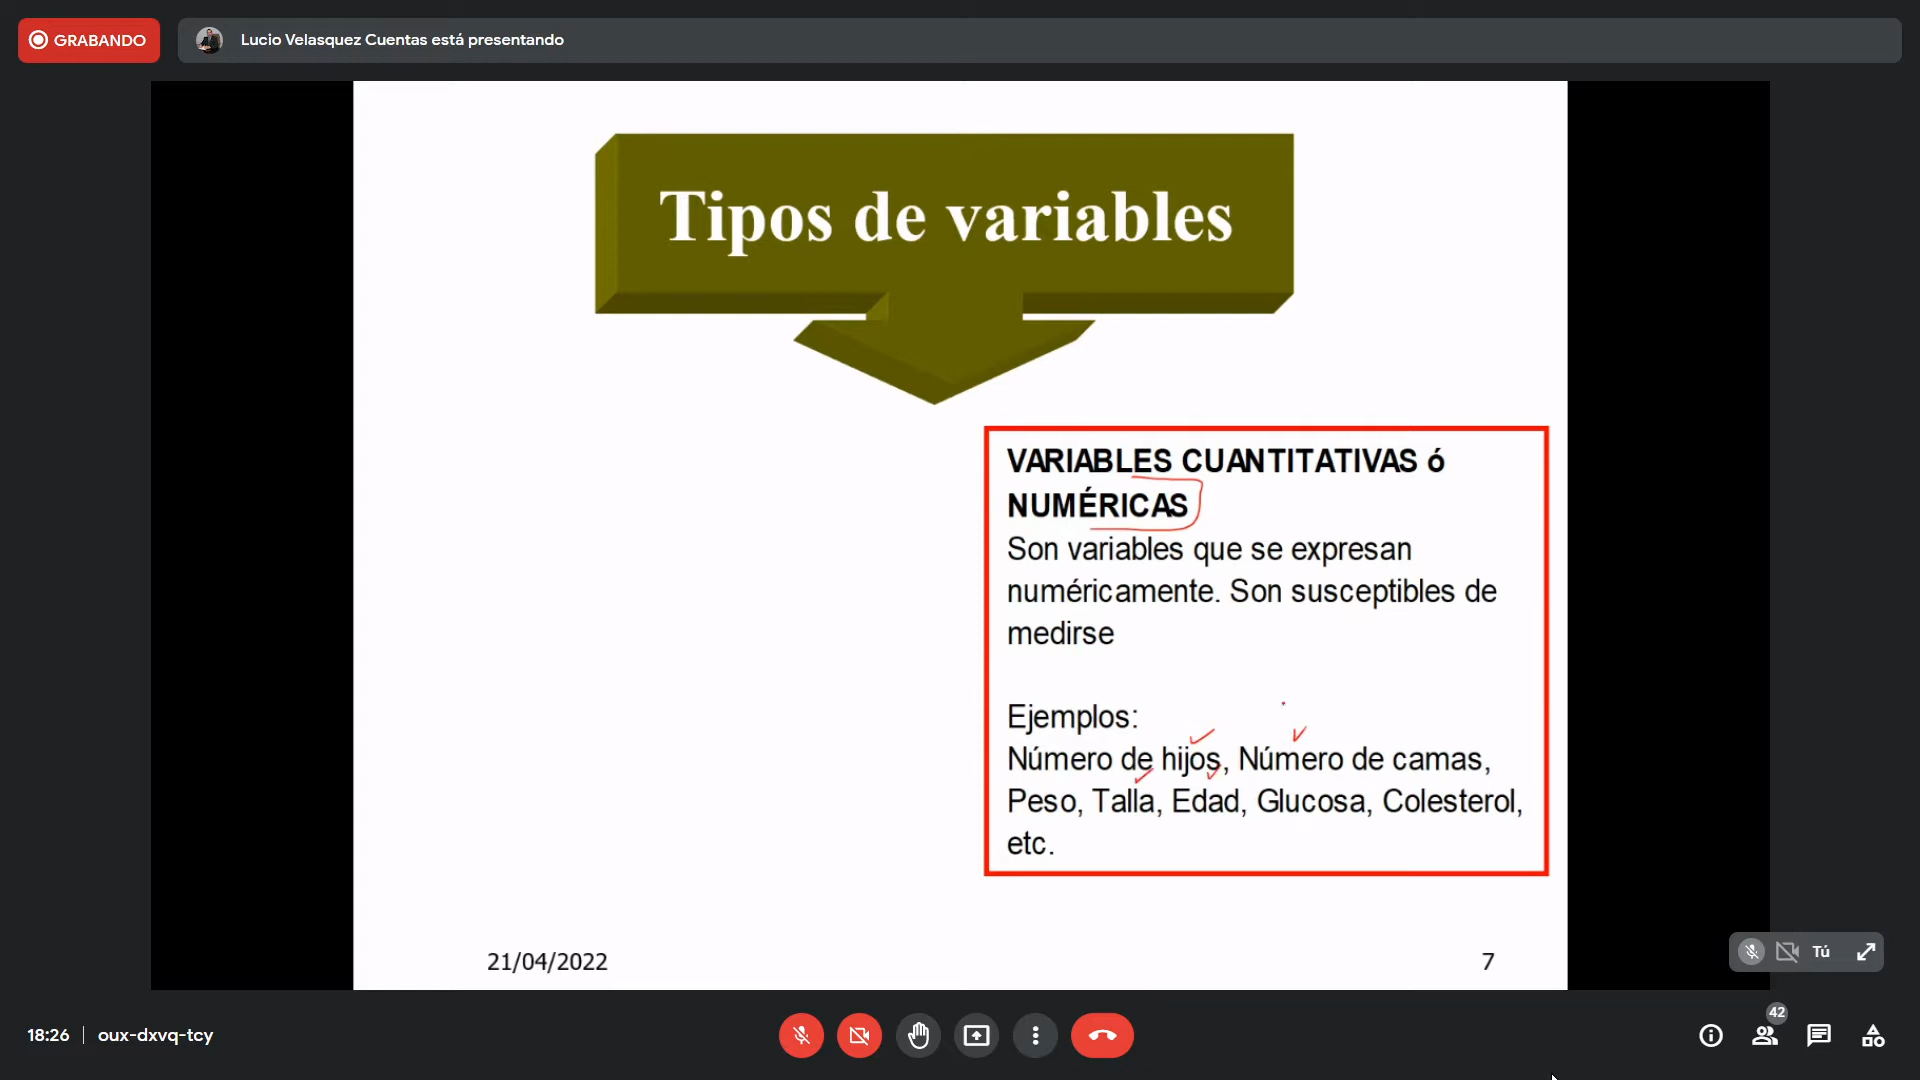 GRABANDO
Lucio Velasquez Cuentas está presentando
Tipos de variables
VARIABLES CUANTITATIVAS ó
NUMÉRICAS
Son variables que se expresan
numéricamente. Son susceptibles de
medirse
Ejemplos:
Número de hijos, Número de camas,
Peso, Talla, Edad, Glucosa, Colesterol,
etc.
21/04/2022
7
Tú
18:26
oux-dxvq-tcy
42